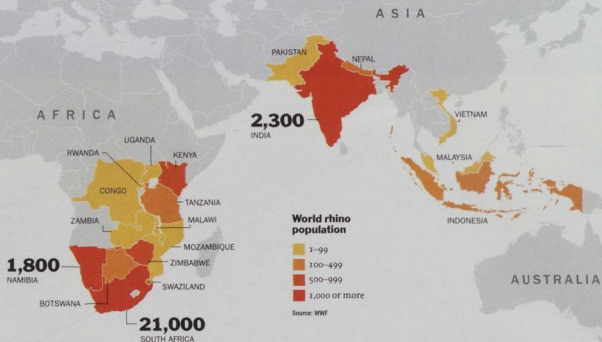 ASIA
PAKISTAN
NEPAL
2,300
INDIA
VIETNAM
MALAYSIA
INDONESIA
AUSTRALIA
AFRICA
UGANDA
RWANDA
KENYA
CONGO
TANZANIA
ZAMBIA
MALAWI
MOZAMBIQUE
ZIMBABWE
1,800
NAMIBIA
SWAZILAND
BOTSWANA
21,000
SOUTH AFRICA
World rhino
population
1–99
100–499
500–999
1,000 or more
Source: WWF